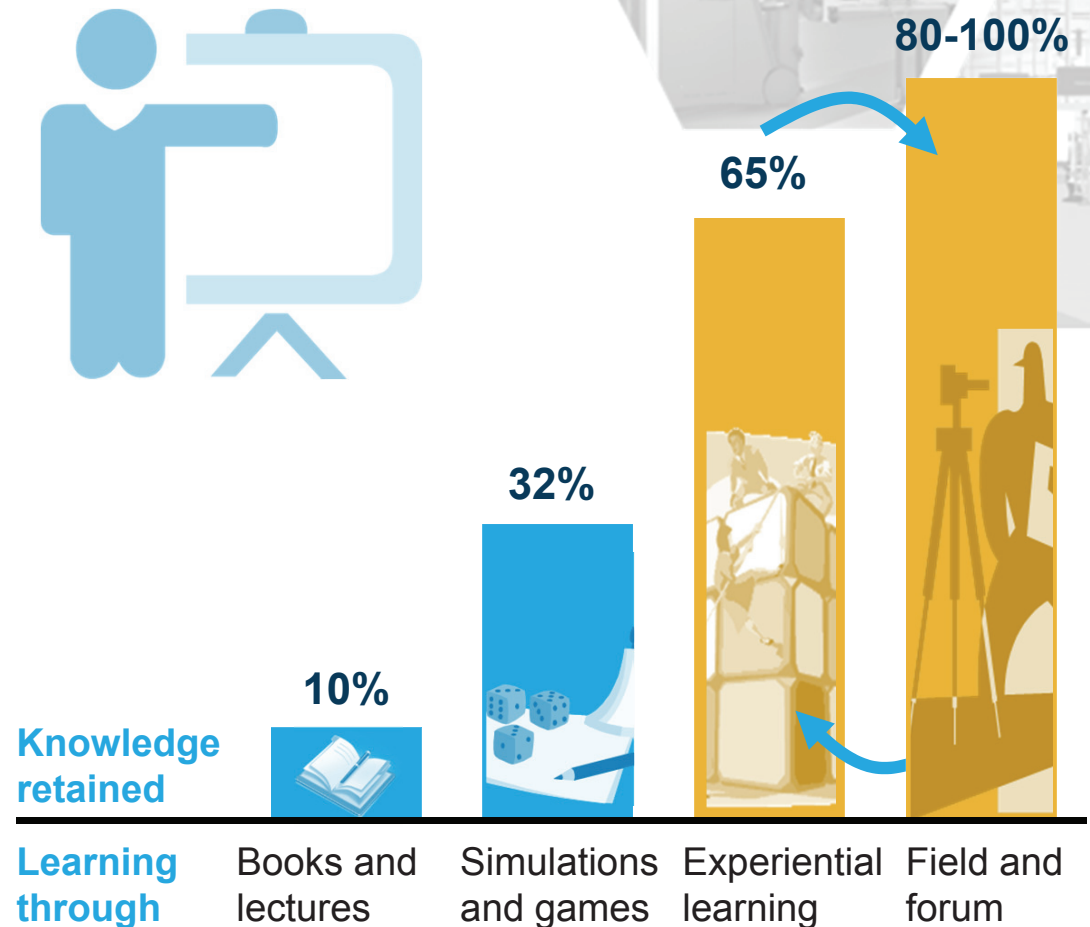 80-100%
65%
32%
10%
Knowledge
retained
Learning
through
Books and
lectures
Simulations
and games
Experiential
learning
Field and
forum